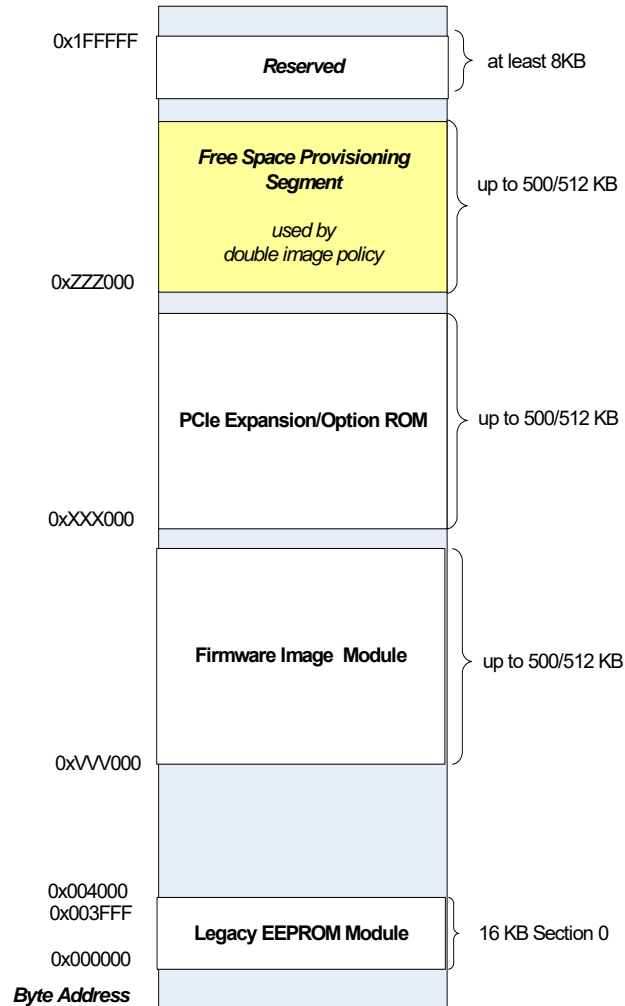 0x1FFFFF
Reserved
at least 8KB
Free Space Provisioning
Segment
used by
double image policy
up to 500/512 KB
0xZZZ000
PCIe Expansion/Option ROM
up to 500/512 KB
0xXXX000
Firmware Image Module
up to 500/512 KB
0xVVV000
0x004000
0x003FFF
Legacy EEPROM Module
16 KB Section 0
0x000000
Byte Address